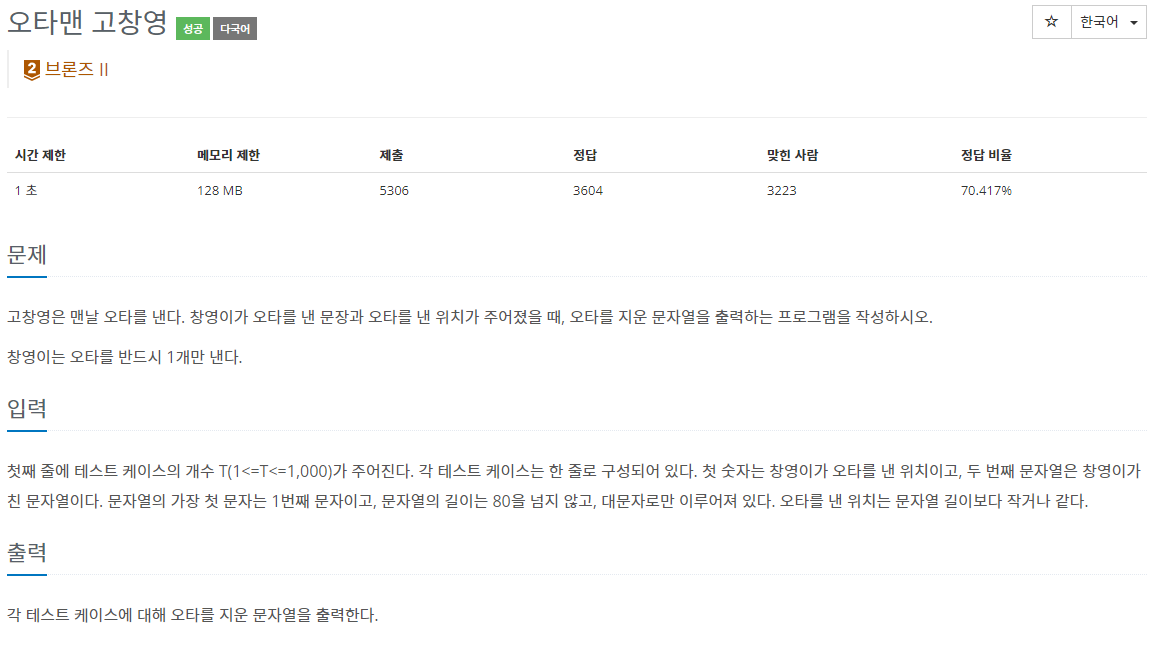 오타맨 고창영 성공 다국어
☆ 한국어
2 브론즈 II
시간 제한 메모리 제한 제출 정답 맞힌 사람 정답 비율
1 초 128 MB 5306 3604 3223 70.417%
문제
고창영은 맨날 오타를 낸다. 창영이가 오타를 낸 문장과 오타를 낸 위치가 주어졌을 때, 오타를 지운 문자열을 출력하는 프로그램을 작성하시오.
창영이는 오타를 반드시 1개만 낸다.
입력
첫째 줄에 테스트 케이스의 개수 T(1<=T<=1,000)가 주어진다. 각 테스트 케이스는 한 줄로 구성되어 있다. 첫 숫자는 창영이가 오타를 낸 위치이고, 두 번째 문자열은 창영이가
친 문자열이다. 문자열의 가장 첫 문자는 1번째 문자이고, 문자열의 길이는 80을 넘지 않고, 대문자로만 이루어져 있다. 오타를 낸 위치는 문자열 길이보다 작거나 같다.
출력
각 테스트 케이스에 대해 오타를 지운 문자열을 출력한다.